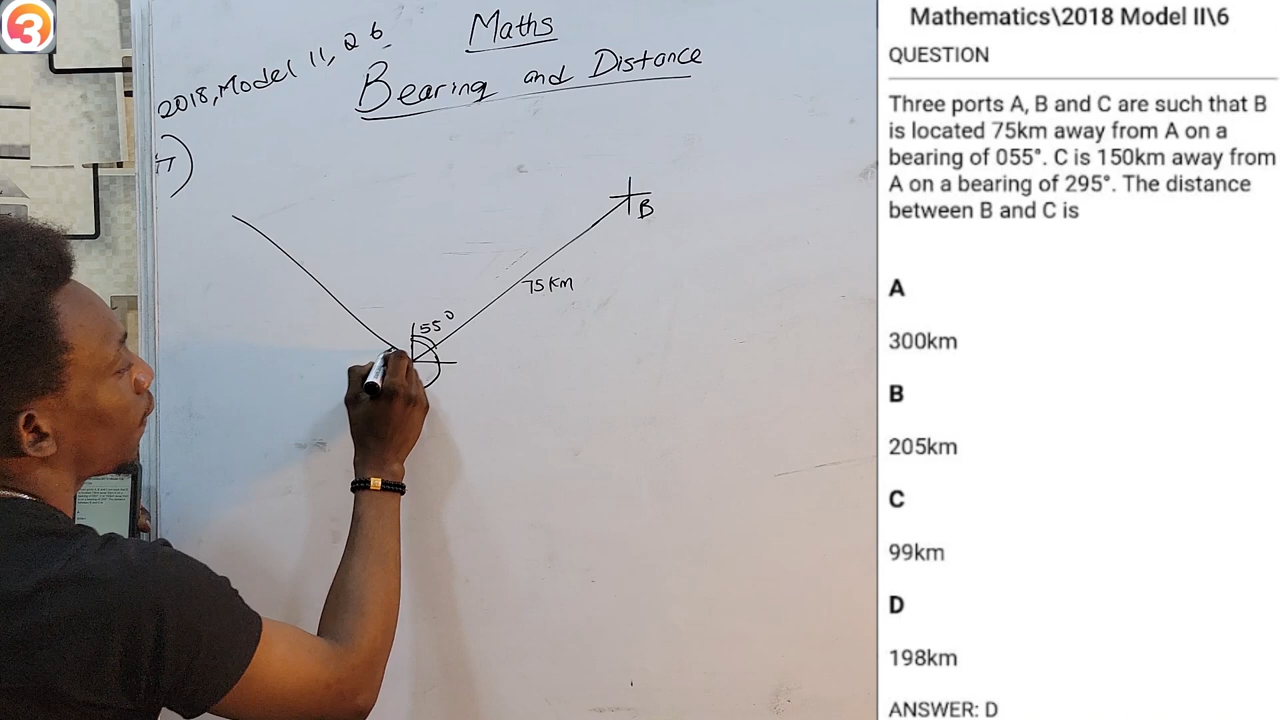 3
Maths
2018, Model 11, Q 6
Bearing and Distance
B
75Km
55°
Mathematics\2018 Model II\6
QUESTION
Three ports A, B and C are such that B
is located 75km away from A on a
bearing of 055°. C is 150km away from
A on a bearing of 295°. The distance
between B and C is
A
300km
B
205km
C
99km
D
198km
ANSWER: D